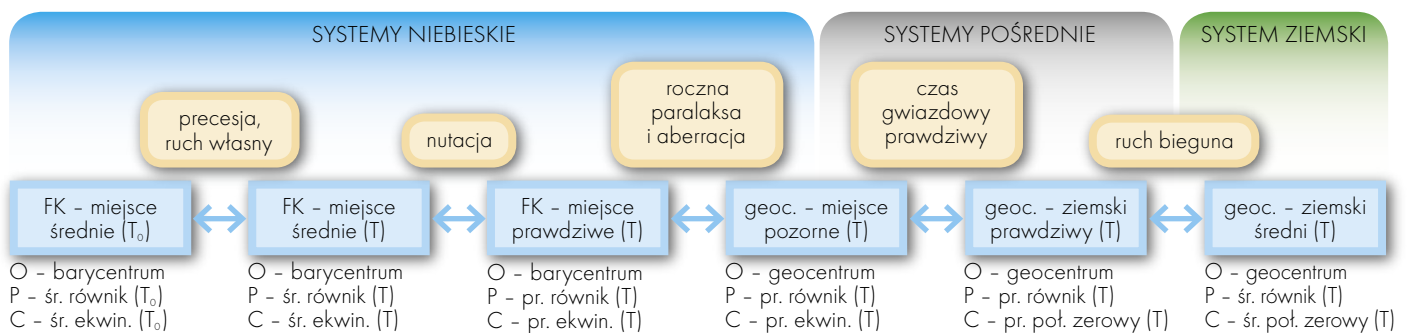 SYSTEMY NIEBIESKIE
SYSTEMY POŚREDNIE
SYSTEM ZIEMSKI
precesja,
ruch własny
nutacja
roczna
paralaksa
i aberracja
czas
gwiazdowy
prawdziwy
ruch bieguna
FK – miejsce
średnie (T₀)
FK – miejsce
średnie (T)
FK – miejsce
prawdziwe (T)
geoc. – miejsce
pozorne (T)
geoc. – ziemski
prawdziwy (T)
geoc. – ziemski
średni (T)
O – barycentrum
P – śr. równik (T₀)
C – śr. ekwin. (T₀)
O – barycentrum
P – śr. równik (T)
C – śr. ekwin. (T)
O – barycentrum
P – pr. równik (T)
C – pr. ekwin. (T)
O – geocentrum
P – pr. równik (T)
C – pr. ekwin. (T)
O – geocentrum
P – pr. równik (T)
C – pr. poł. zerowy (T)
O – geocentrum
P – śr. równik (T)
C – śr. poł. zerowy (T)